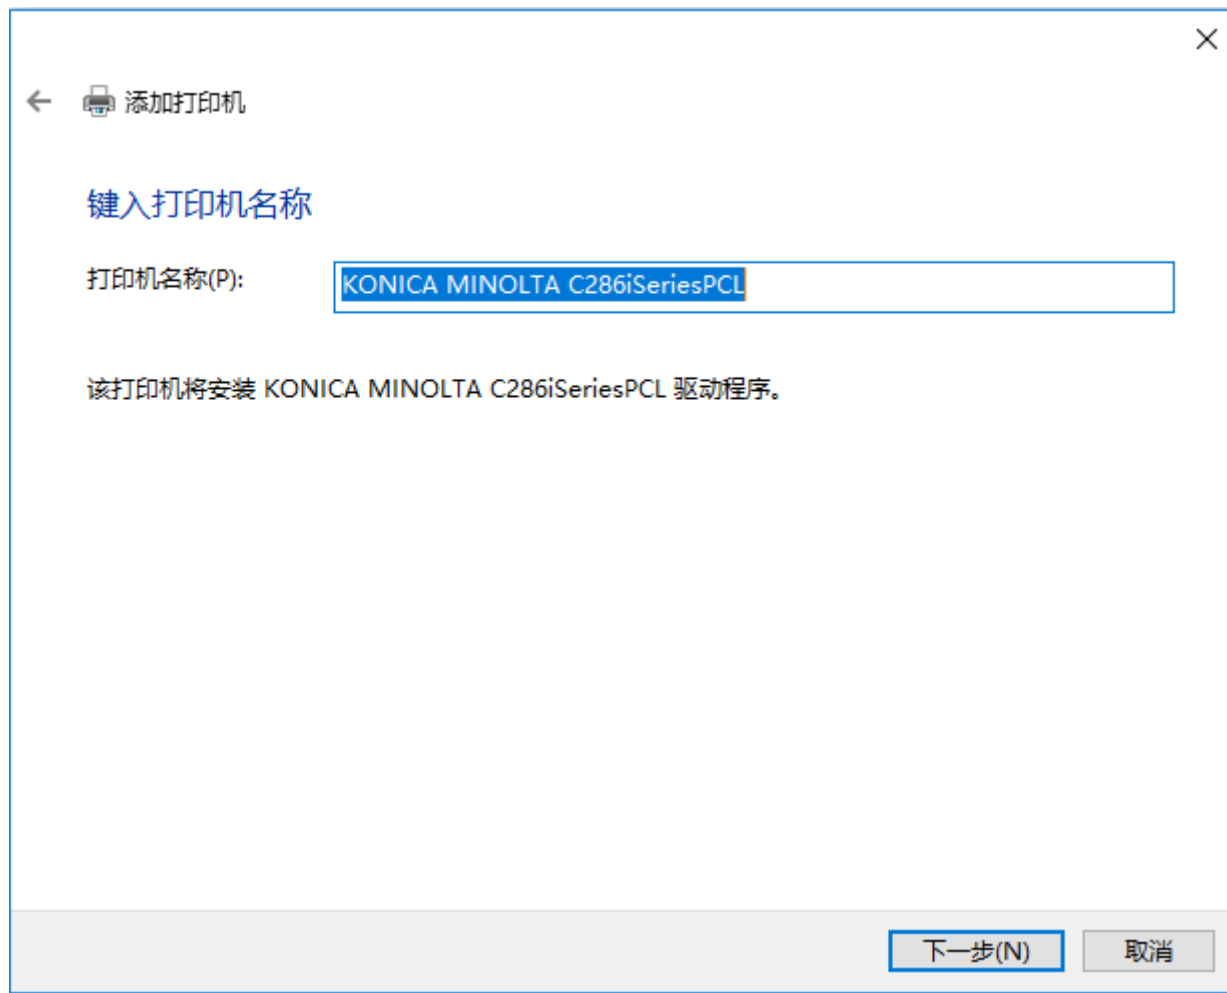 添加打印机
键入打印机名称
打印机名称(P):
KONICA MINOLTA C286iSeriesPCL
该打印机将安装 KONICA MINOLTA C286iSeriesPCL 驱动程序。
下一步(N)
取消